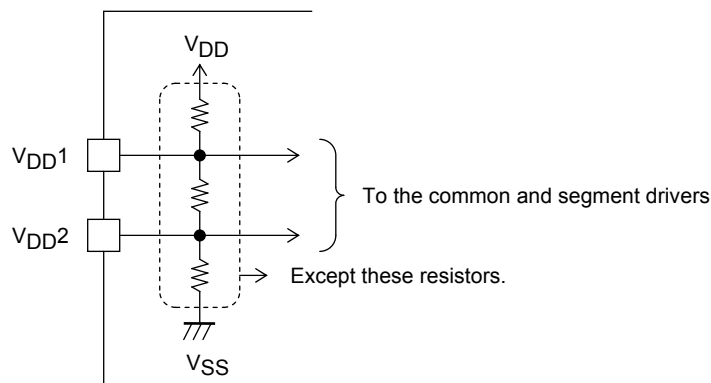 VDD
VDD1
To the common and segment drivers
VDD2
Except these resistors.
VSS